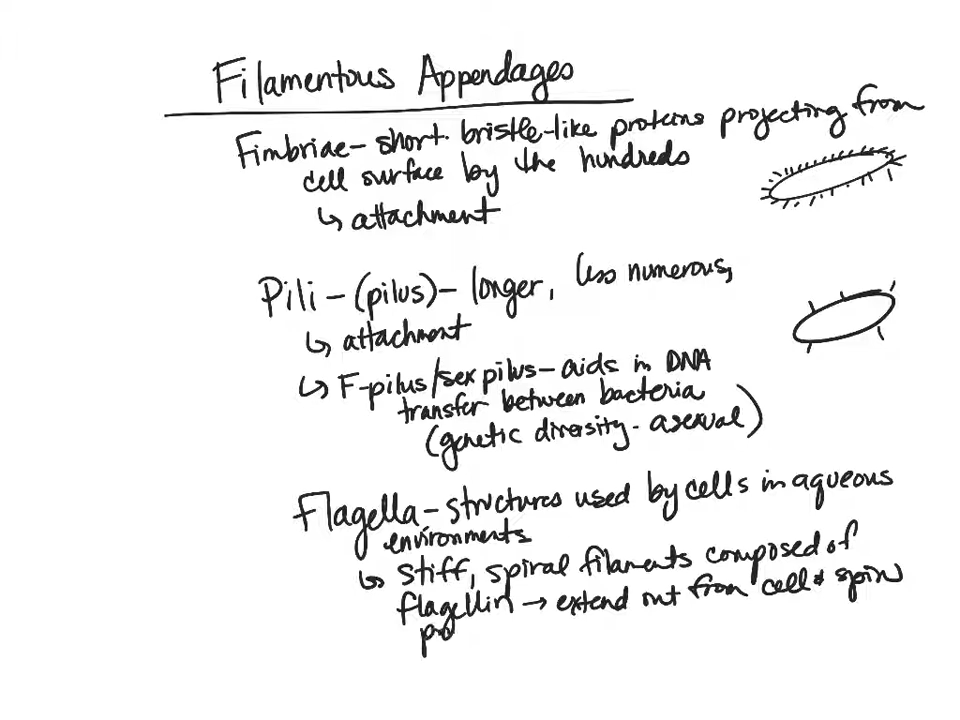 Filamentous Appendages
Fimbriae - short bristle-like proteins projecting from
cell surface by the hundreds
↳ attachment
Pili - (pilus) - longer, less numerous,
↳ attachment
↳ F-pilus/sex pilus - aids in DNA
transfer between bacteria
(genetic diversity - asexual)
Flagella - structures used by cells in aqueous
environments
↳ stiff, spiral filaments composed of
flagellin → extend out from cell & spin
pro